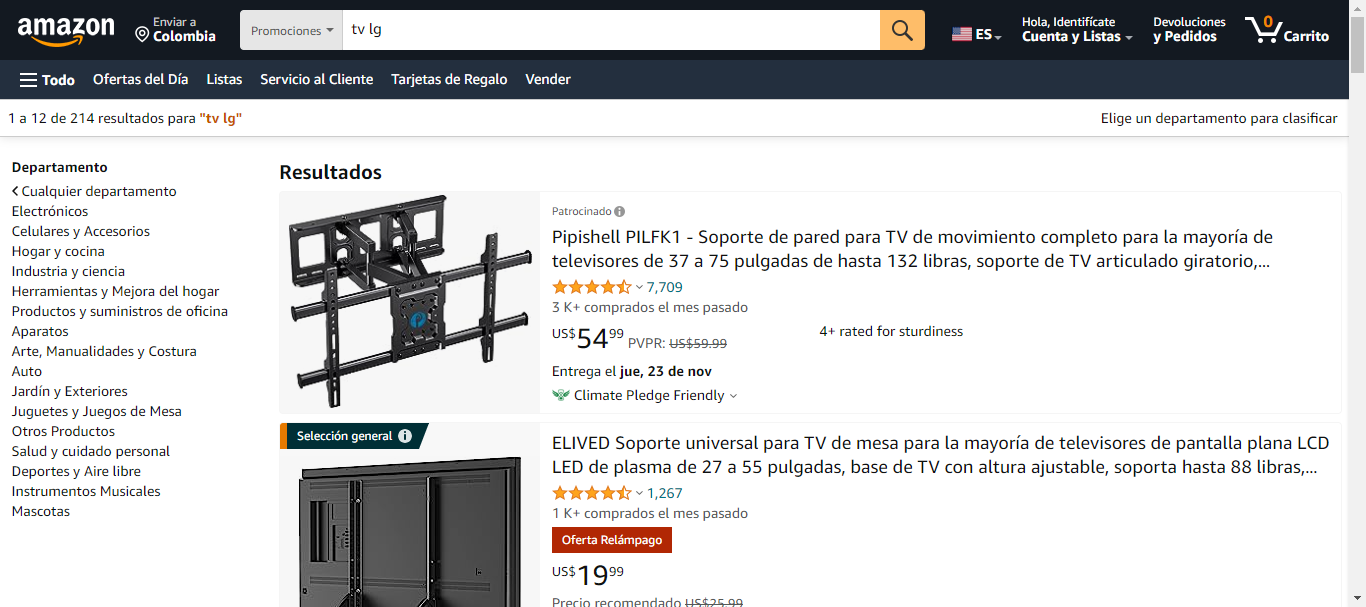 amazon
Enviar a
Colombia
Promociones
tv lg
ES
Hola, Identifícate
Cuenta y Listas
Devoluciones
y Pedidos
0
Carrito
Todo
Ofertas del Día
Listas
Servicio al Cliente
Tarjetas de Regalo
Vender
1 a 12 de 214 resultados para "tv lg"
Elige un departamento para clasificar
Departamento
Cualquier departamento
Electrónicos
Celulares y Accesorios
Hogar y cocina
Industria y ciencia
Herramientas y Mejora del hogar
Productos y suministros de oficina
Aparatos
Arte, Manualidades y Costura
Auto
Jardín y Exteriores
Juguetes y Juegos de Mesa
Otros Productos
Salud y cuidado personal
Deportes y Aire libre
Instrumentos Musicales
Mascotas
Resultados
Patrocinado
Pipishell PILFK1 - Soporte de pared para TV de movimiento completo para la mayoría de
televisores de 37 a 75 pulgadas de hasta 132 libras, soporte de TV articulado giratorio,...
7,709
3 K+ comprados el mes pasado
US$54.99 PVPR: US$59.99
4+ rated for sturdiness
Entrega el jue, 23 de nov
Climate Pledge Friendly
Selección general
ELIVED Soporte universal para TV de mesa para la mayoría de televisores de pantalla plana LCD
LED de plasma de 27 a 55 pulgadas, base de TV con altura ajustable, soporta hasta 88 libras,...
1,267
1 K+ comprados el mes pasado
Oferta Relámpago
US$19.99
Precio recomendado US$25.99